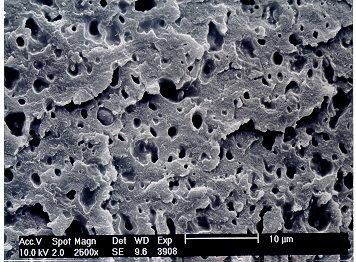 Acc.V Spot Magn Det WD Exp 10 µm
10.0 kV 2.0 2500x SE 9.6 3908